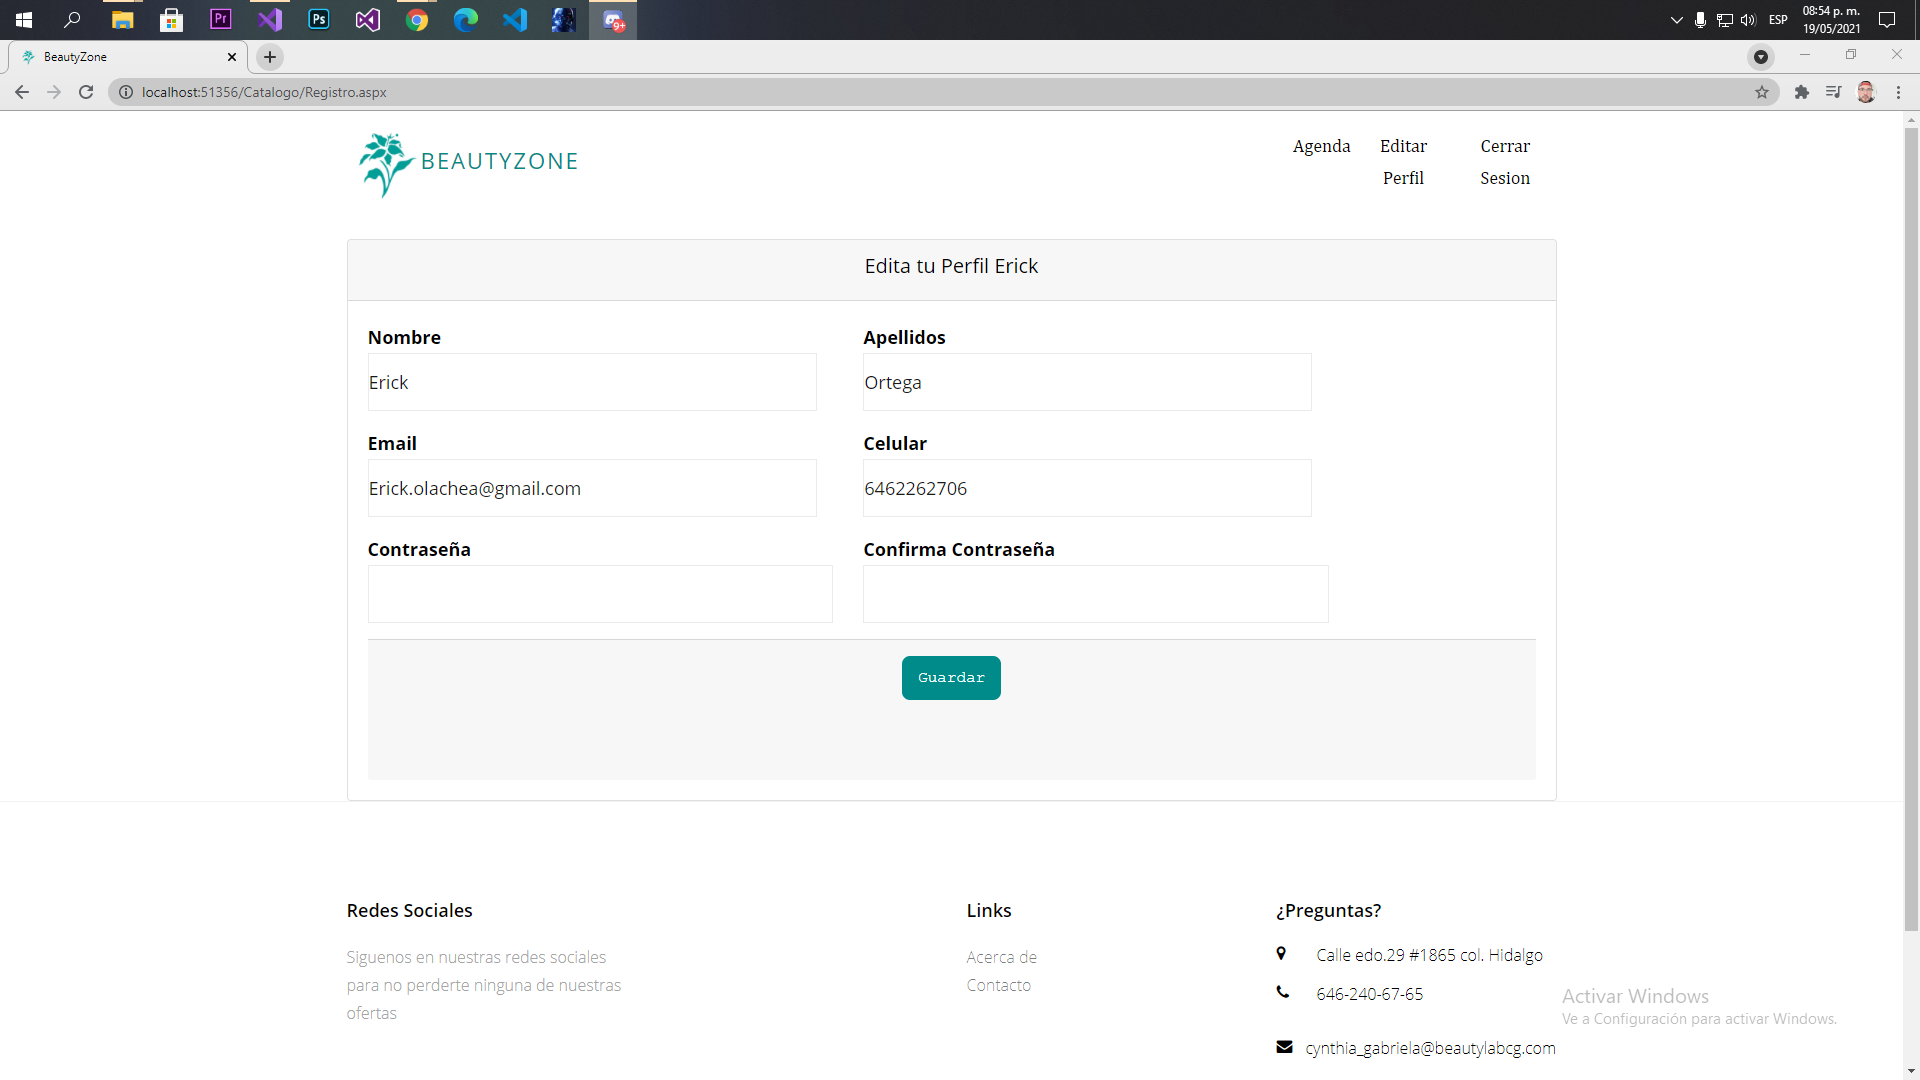 Pr
Ps
9+
ESP
08:54 p. m.
19/05/2021
BeautyZone
localhost:51356/Catalogo/Registro.aspx
BEAUTYZONE
Agenda
Editar
Perfil
Cerrar
Sesion
Edita tu Perfil Erick
Nombre
Apellidos
Erick
Ortega
Email
Celular
Erick.olachea@gmail.com
6462262706
Contraseña
Confirma Contraseña
Guardar
Redes Sociales
Siguenos en nuestras redes sociales
para no perderte ninguna de nuestras
ofertas
Links
Acerca de
Contacto
¿Preguntas?
Calle edo.29 #1865 col. Hidalgo
646-240-67-65
cynthia_gabriela@beautylabcg.com
Activar Windows
Ve a Configuración para activar Windows.